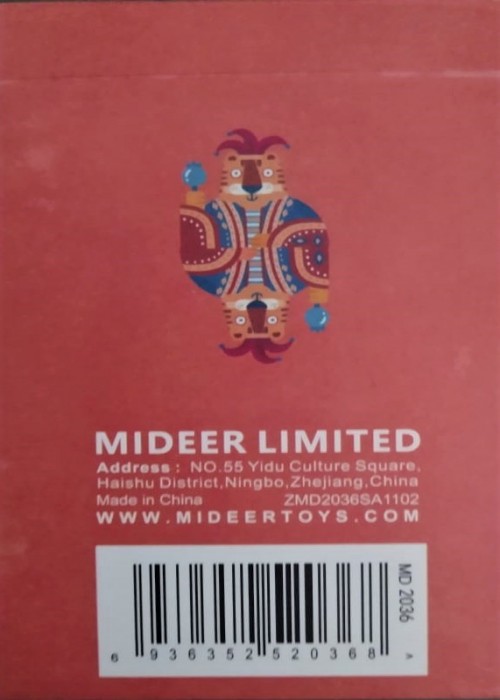 MIDEER LIMITED
Address : NO.55 Yidu Culture Square,
Haishu District,Ningbo,Zhejiang,China
Made in China ZMD2036SA1102
WWW.MIDEERTOYS.COM
MD 2036
6 936352 520368 >